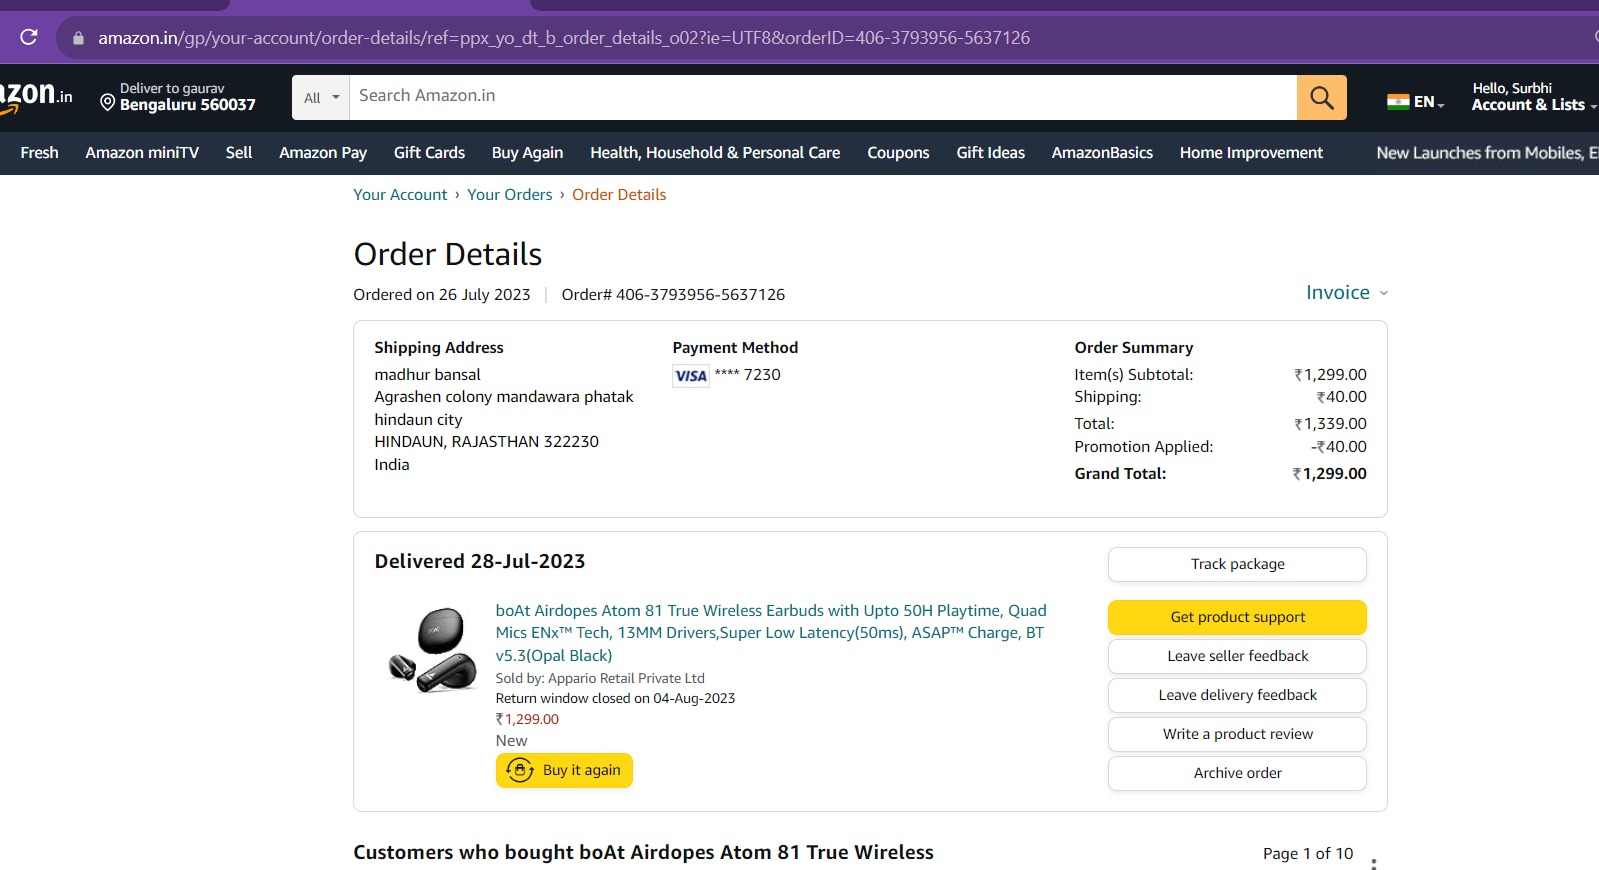 amazon.in/gp/your-account/order-details/ref=ppx_yo_dt_b_order_details_o02?ie=UTF8&orderID=406-3793956-5637126
azon.in
Deliver to gaurav
Bengaluru 560037
All
Search Amazon.in
EN
Hello, Surbhi
Account & Lists
Fresh Amazon miniTV Sell Amazon Pay Gift Cards Buy Again Health, Household & Personal Care Coupons Gift Ideas AmazonBasics Home Improvement New Launches from Mobiles, El
Your Account › Your Orders › Order Details
Order Details
Ordered on 26 July 2023 | Order# 406-3793956-5637126
Invoice
Shipping Address
madhur bansal
Agrashen colony mandawara phatak
hindaun city
HINDAUN, RAJASTHAN 322230
India
Payment Method
VISA **** 7230
Order Summary
Item(s) Subtotal: ₹1,299.00
Shipping: ₹40.00
Total: ₹1,339.00
Promotion Applied: -₹40.00
Grand Total: ₹1,299.00
Delivered 28-Jul-2023
boAt Airdopes Atom 81 True Wireless Earbuds with Upto 50H Playtime, Quad
Mics ENx™ Tech, 13MM Drivers,Super Low Latency(50ms), ASAP™ Charge, BT
v5.3(Opal Black)
Sold by: Appario Retail Private Ltd
Return window closed on 04-Aug-2023
₹1,299.00
New
Buy it again
Track package
Get product support
Leave seller feedback
Leave delivery feedback
Write a product review
Archive order
Customers who bought boAt Airdopes Atom 81 True Wireless
Page 1 of 10